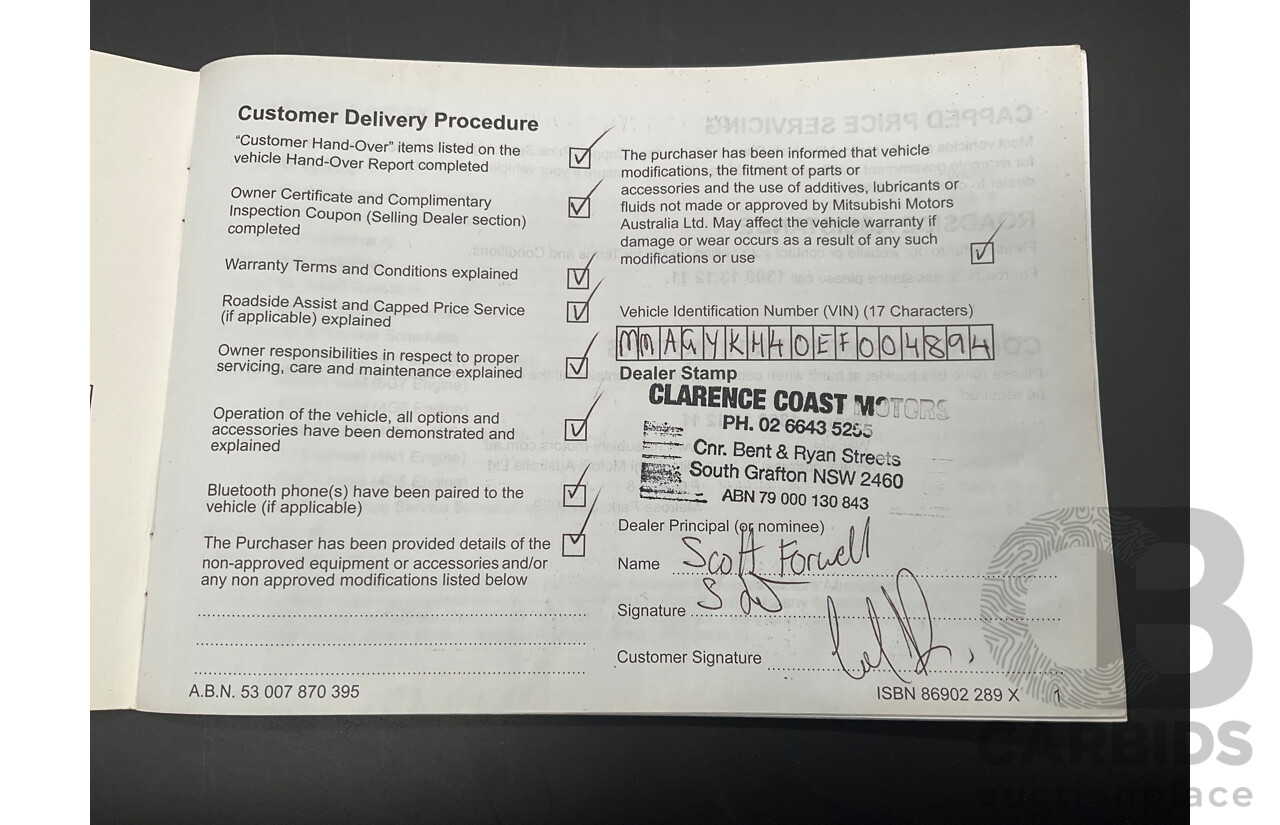 Customer Delivery Procedure
"Customer Hand-Over" items listed on the
vehicle Hand-Over Report completed
Owner Certificate and Complimentary
Inspection Coupon (Selling Dealer section)
completed
Warranty Terms and Conditions explained
Roadside Assist and Capped Price Service
(if applicable) explained
Owner responsibilities in respect to proper
servicing, care and maintenance explained
Operation of the vehicle, all options and
accessories have been demonstrated and
explained
Bluetooth phone(s) have been paired to the
vehicle (if applicable)
The Purchaser has been provided details of the
non-approved equipment or accessories and/or
any non approved modifications listed below
A.B.N. 53 007 870 395
The purchaser has been informed that vehicle
modifications, the fitment of parts or
accessories and the use of additives, lubricants or
fluids not made or approved by Mitsubishi Motors
Australia Ltd. May affect the vehicle warranty if
damage or wear occurs as a result of any such
modifications or use
Vehicle Identification Number (VIN) (17 Characters)
MMAGYKH40EF004894
Dealer Stamp
CLARENCE COAST MOTORS
PH. 02 6643 5255
Cnr. Bent & Ryan Streets
South Grafton NSW 2460
ABN 79 000 130 843
Dealer Principal (or nominee)
Name Scott Forwell
Signature
Customer Signature
ISBN 86902 289 X 1
CARBIDS
auctionplace